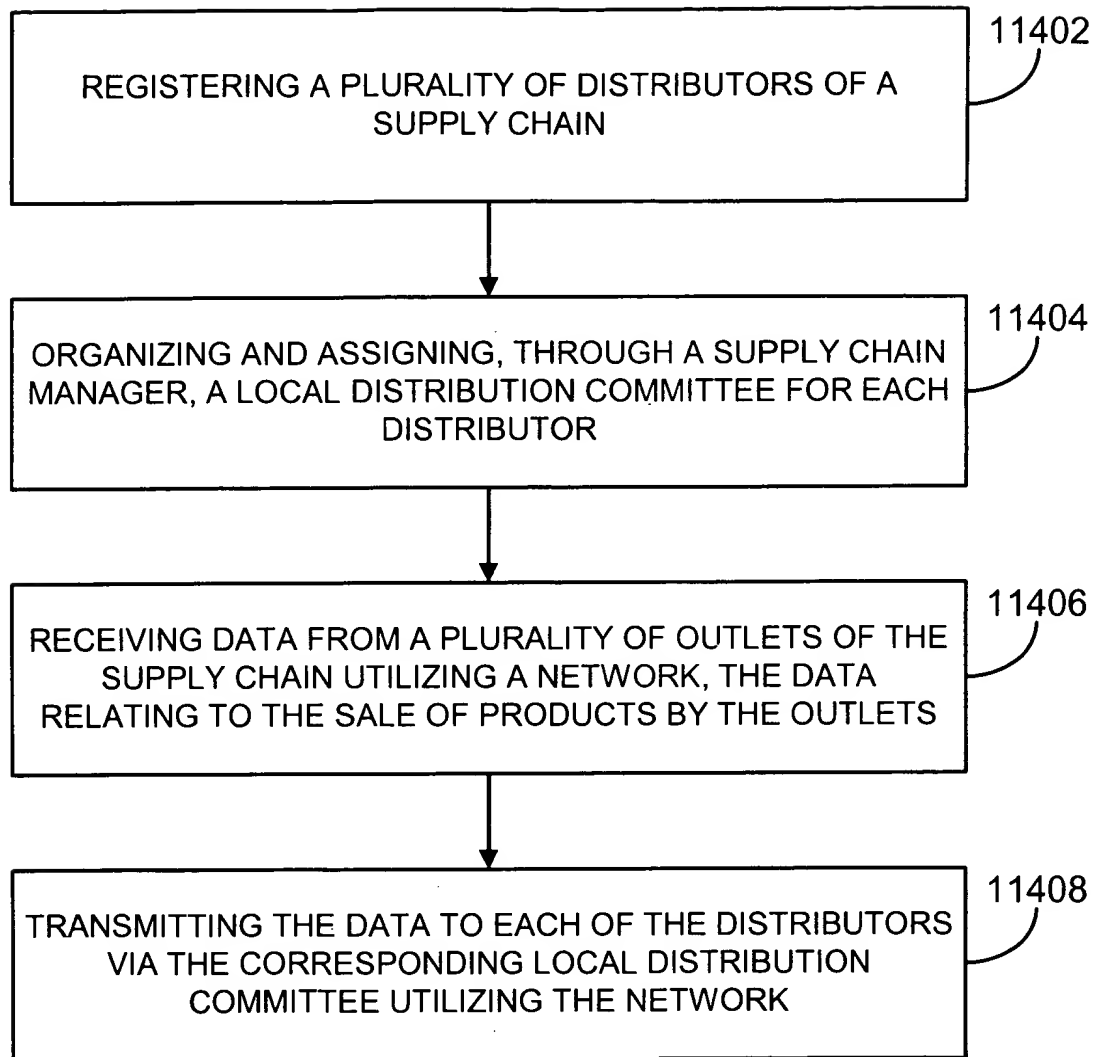 11402
REGISTERING A PLURALITY OF DISTRIBUTORS OF A
SUPPLY CHAIN
11404
ORGANIZING AND ASSIGNING, THROUGH A SUPPLY CHAIN
MANAGER, A LOCAL DISTRIBUTION COMMITTEE FOR EACH
DISTRIBUTOR
11406
RECEIVING DATA FROM A PLURALITY OF OUTLETS OF THE
SUPPLY CHAIN UTILIZING A NETWORK, THE DATA
RELATING TO THE SALE OF PRODUCTS BY THE OUTLETS
11408
TRANSMITTING THE DATA TO EACH OF THE DISTRIBUTORS
VIA THE CORRESPONDING LOCAL DISTRIBUTION
COMMITTEE UTILIZING THE NETWORK